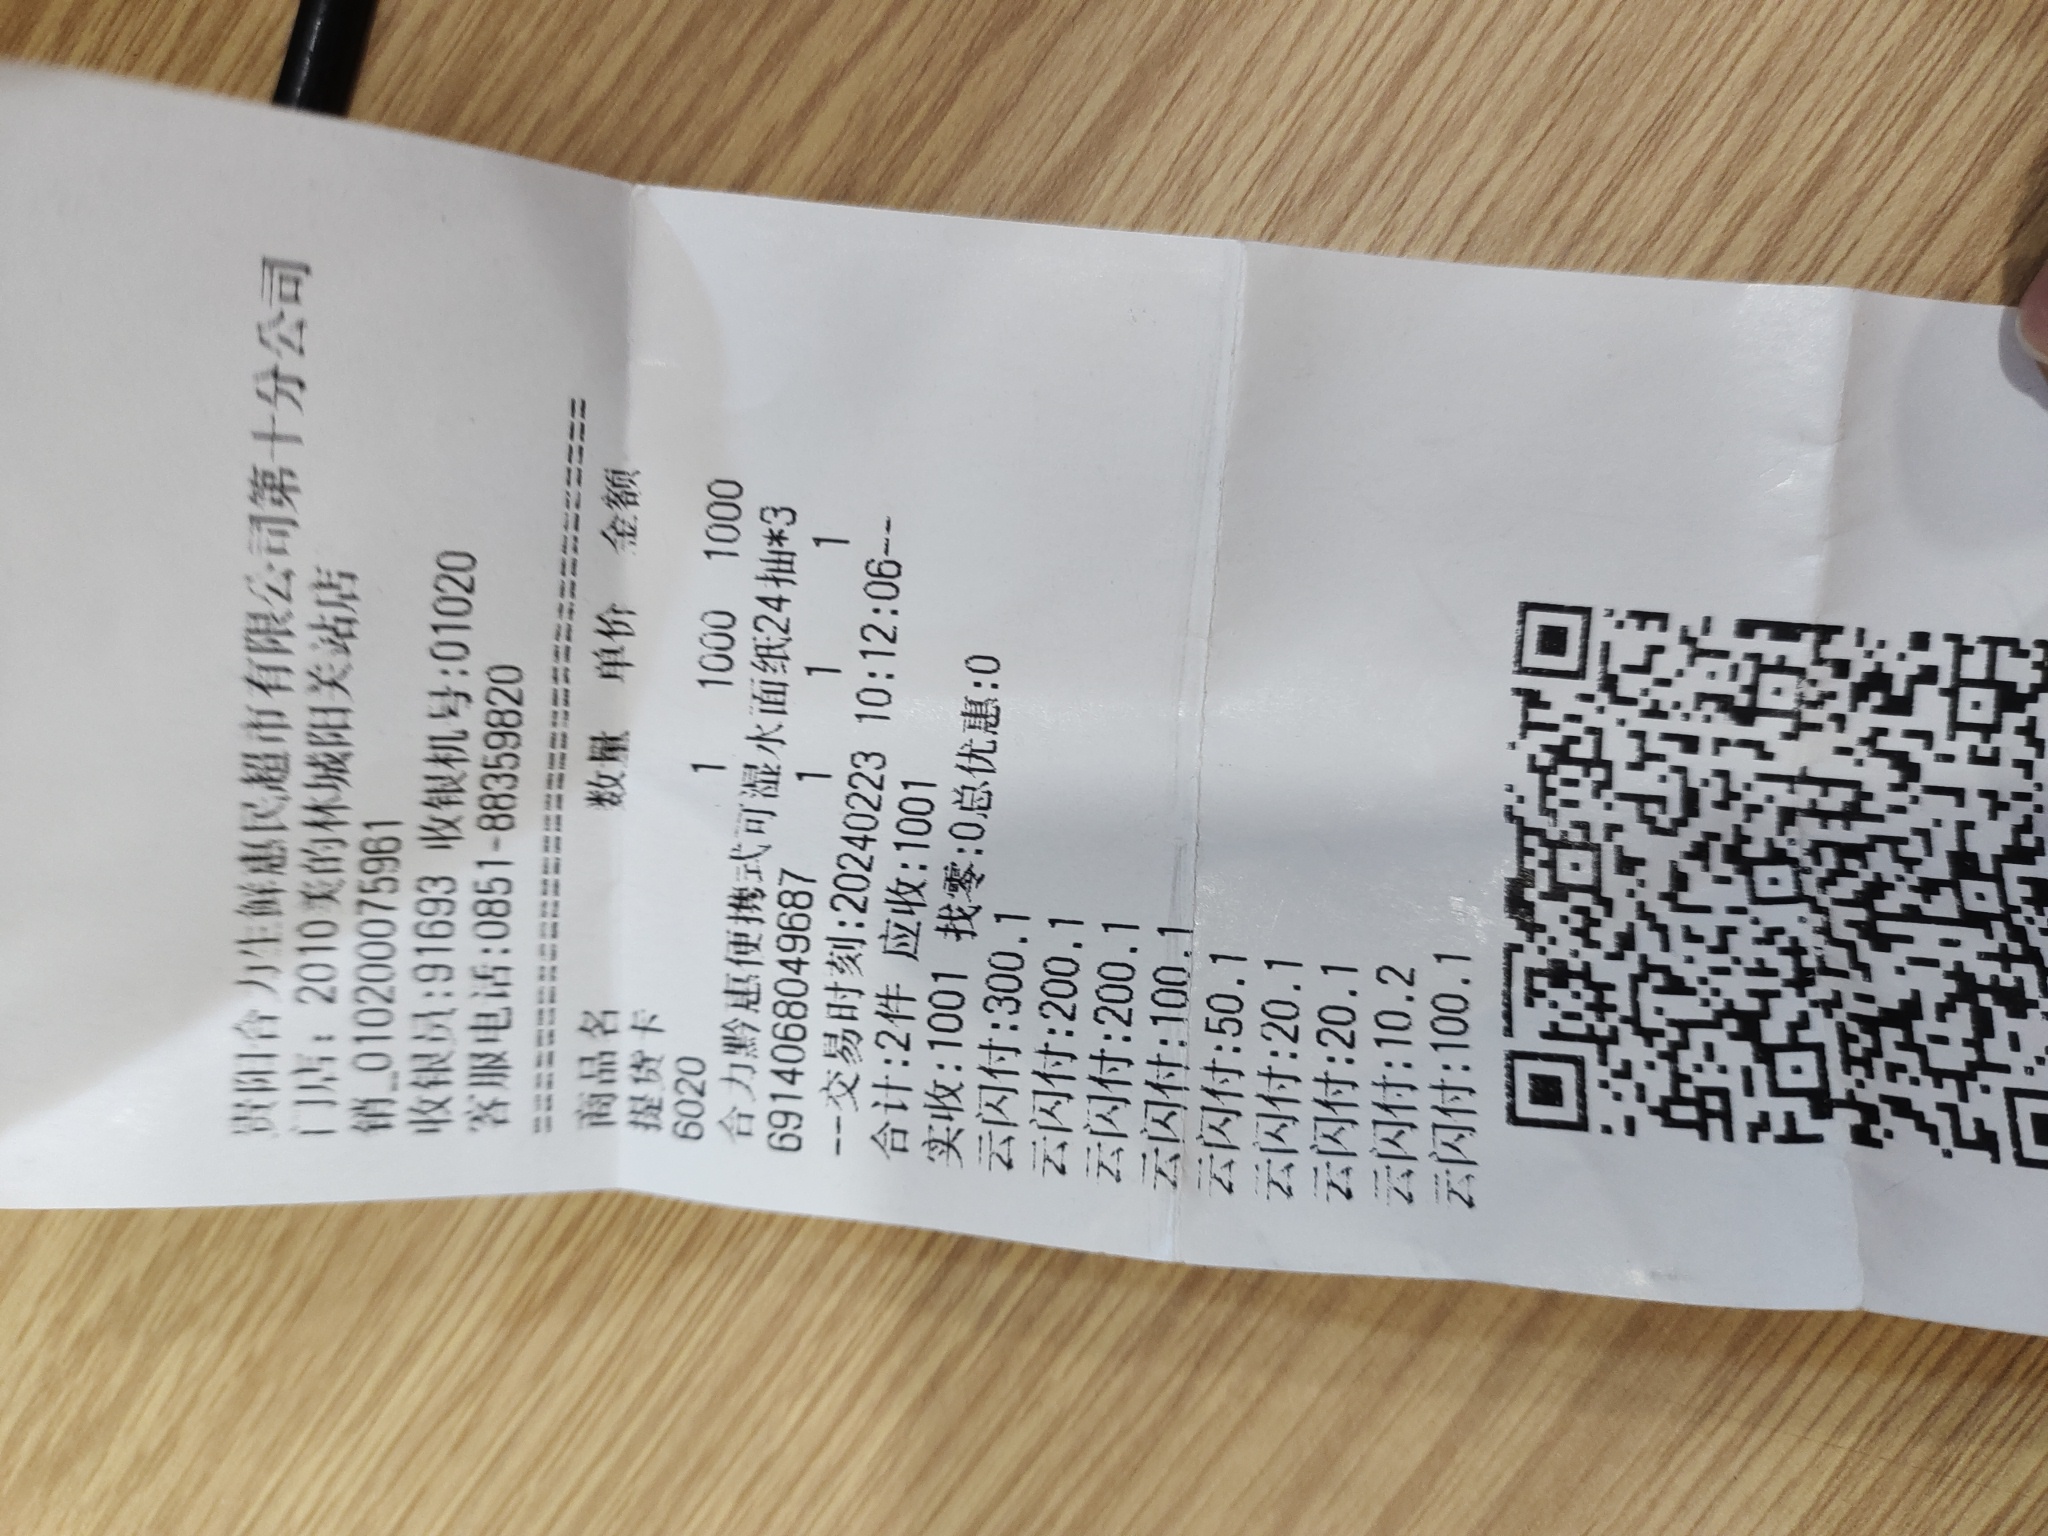 贵阳合力生鲜惠民超市有限公司第十分公司
门店: 2010美的林城阳关站店
销_010200075961
收银员:91693 收银机号:01020
客服电话:0851-88359820
================================
商品名 数量 单价 金额
提货卡
6020 1 1000 1000
合力黔惠便携式可湿水面纸24抽*3
6914068049687 1 1 1
--交易时刻:20240223 10:12:06--
合计:2件 应收:1001
实收:1001 找零:0总优惠:0
云闪付:300.1
云闪付:200.1
云闪付:200.1
云闪付:100.1
云闪付:50.1
云闪付:20.1
云闪付:20.1
云闪付:10.2
云闪付:100.1